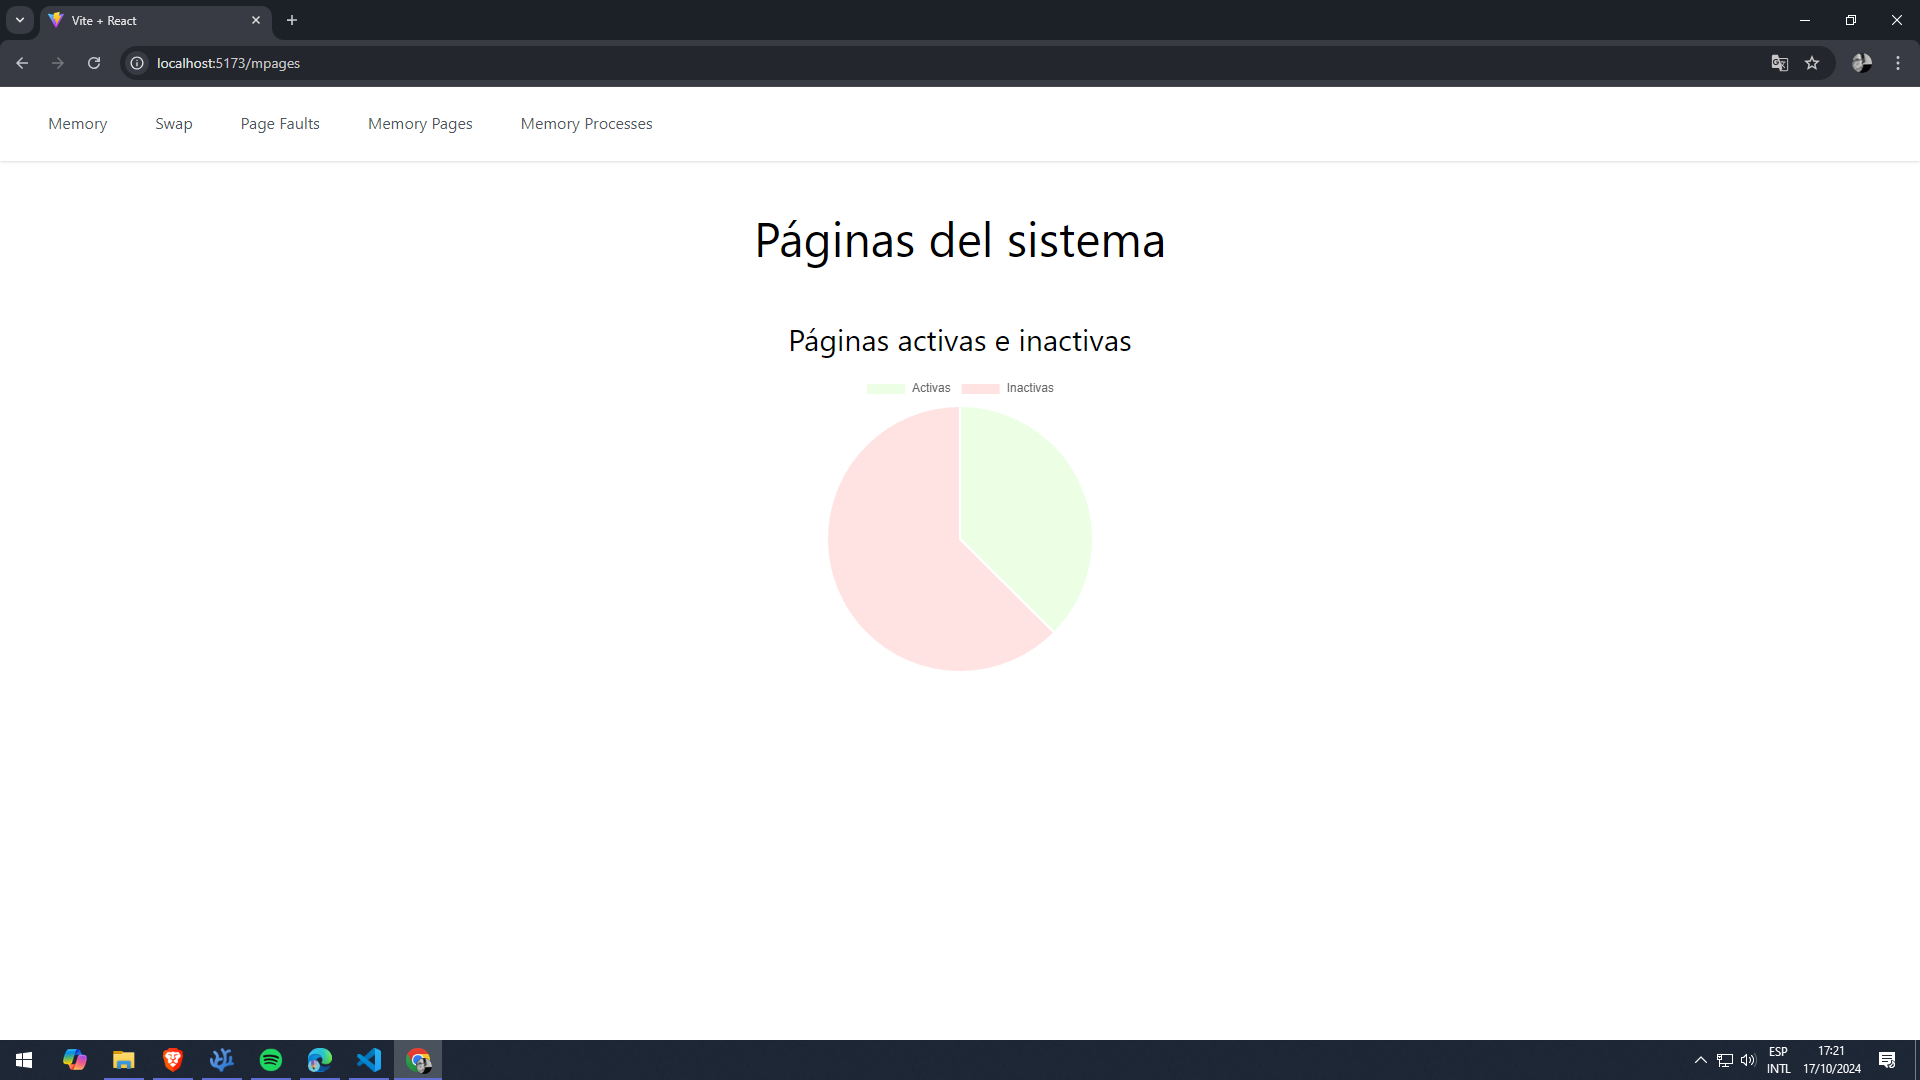 Vite + React
localhost:5173/mpages
Memory Swap Page Faults Memory Pages Memory Processes
Páginas del sistema
Páginas activas e inactivas
Activas Inactivas
ESP 17:21
INTL 17/10/2024